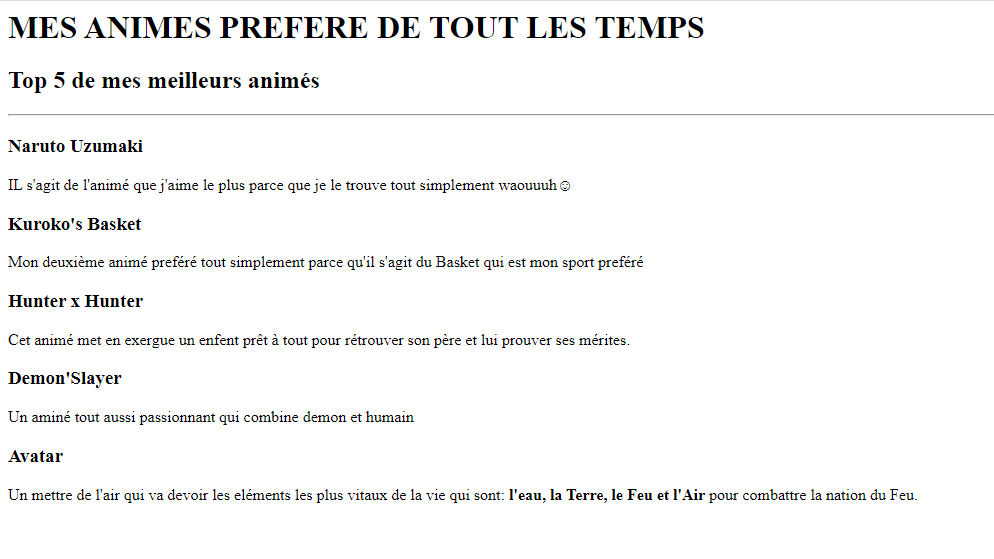 MES ANIMES PREFERE DE TOUT LES TEMPS
Top 5 de mes meilleurs animés
Naruto Uzumaki
IL s'agit de l'animé que j'aime le plus parce que je le trouve tout simplement waouuuh☺
Kuroko's Basket
Mon deuxième animé preféré tout simplement parce qu'il s'agit du Basket qui est mon sport preféré
Hunter x Hunter
Cet animé met en exergue un enfent prêt à tout pour rétrouver son père et lui prouver ses mérites.
Demon'Slayer
Un aminé tout aussi passionnant qui combine demon et humain
Avatar
Un mettre de l'air qui va devoir les eléments les plus vitaux de la vie qui sont: l'eau, la Terre, le Feu et l'Air pour combattre la nation du Feu.